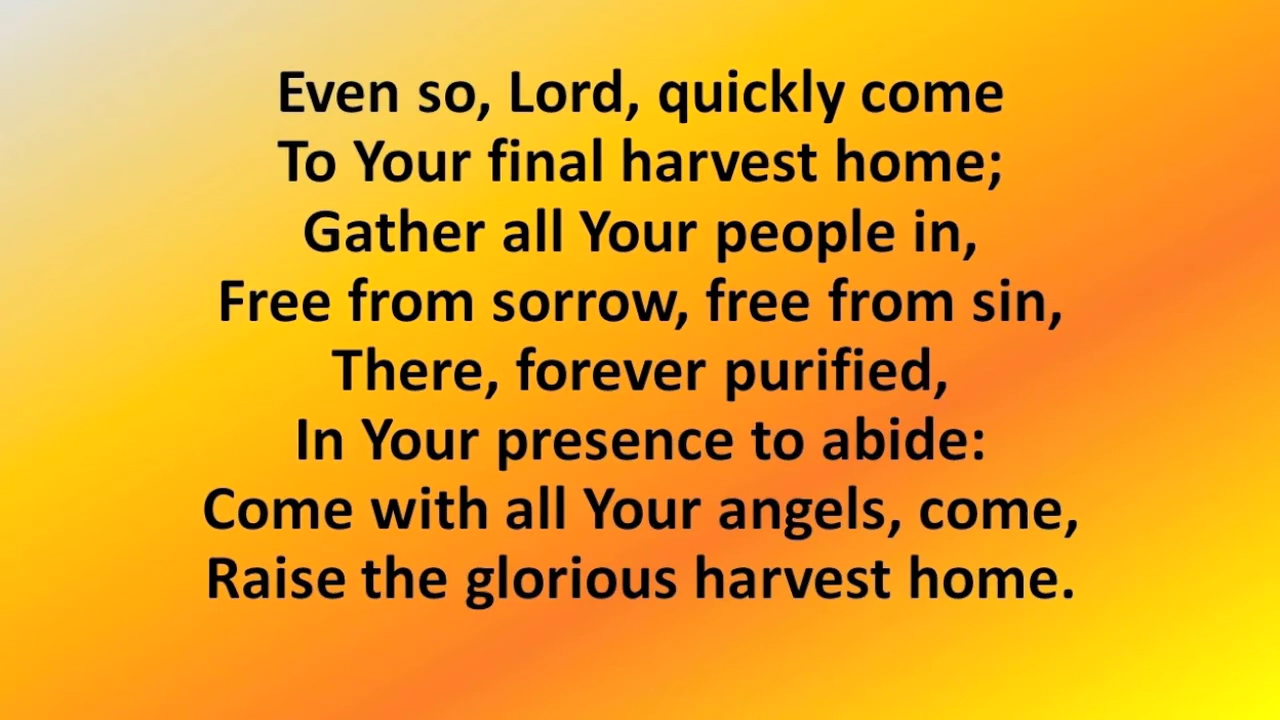 Even so, Lord, quickly come
To Your final harvest home;
Gather all Your people in,
Free from sorrow, free from sin,
There, forever purified,
In Your presence to abide:
Come with all Your angels, come,
Raise the glorious harvest home.